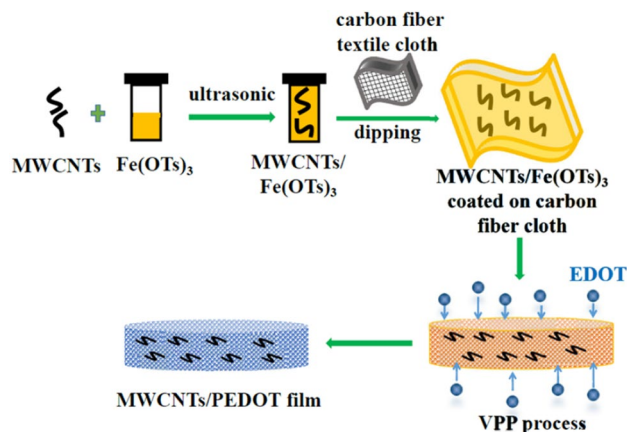 carbon fiber
textile cloth
ultrasonic
dipping
MWCNTs
Fe(OTs)₃
MWCNTs/
Fe(OTs)₃
MWCNTs/Fe(OTs)₃
coated on carbon
fiber cloth
EDOT
MWCNTs/PEDOT film
VPP process